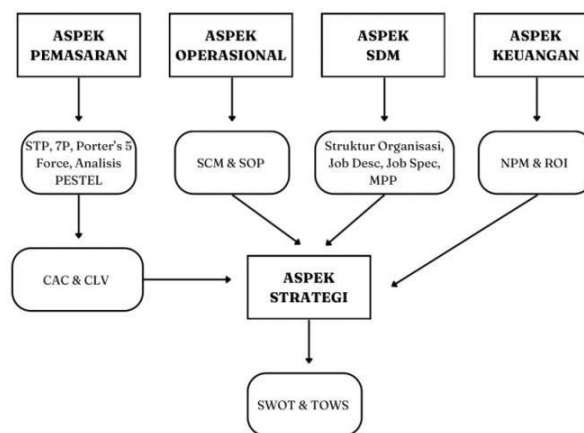 ASPEK
PEMASARAN
ASPEK
OPERASIONAL
ASPEK
SDM
ASPEK
KEUANGAN
STP, 7P, Porter's 5
Force, Analisis
PESTEL
SCM & SOP
Struktur Organisasi,
Job Desc, Job Spec,
MPP
NPM & ROI
CAC & CLV
ASPEK
STRATEGI
SWOT & TOWS